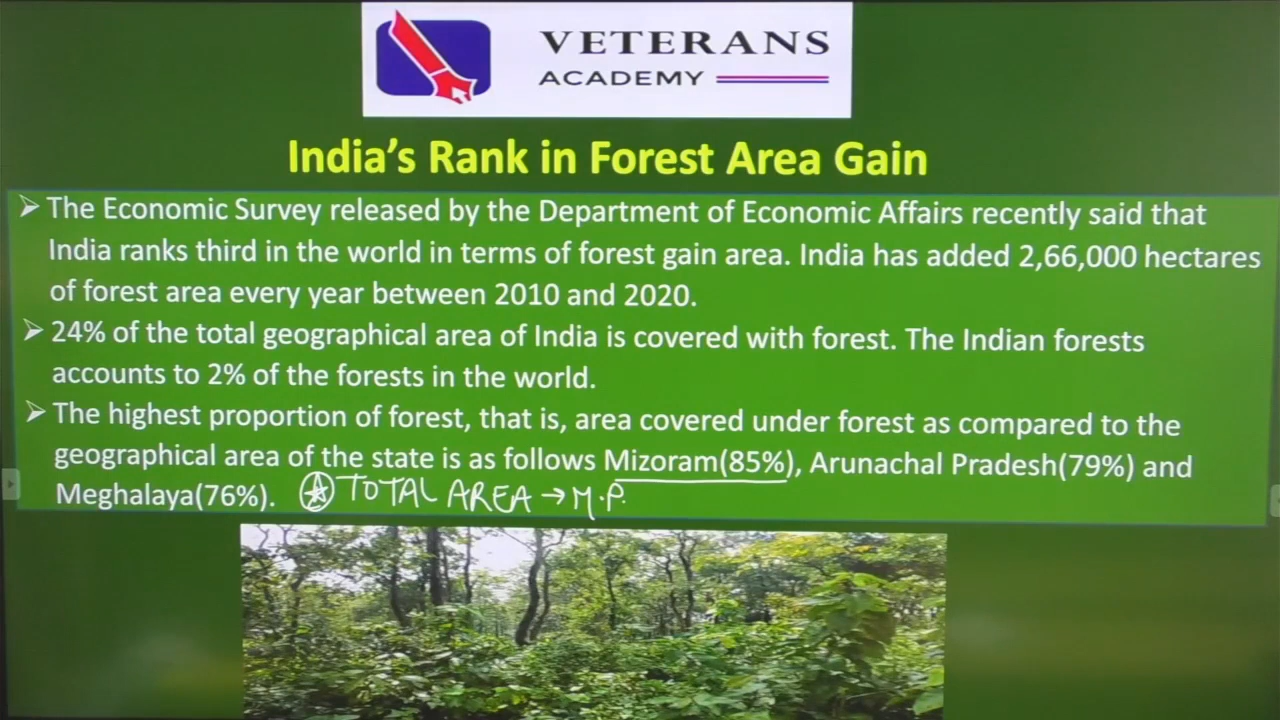 VETERANS
ACADEMY
India's Rank in Forest Area Gain
➢ The Economic Survey released by the Department of Economic Affairs recently said that
India ranks third in the world in terms of forest gain area. India has added 2,66,000 hectares
of forest area every year between 2010 and 2020.
➢ 24% of the total geographical area of India is covered with forest. The Indian forests
accounts to 2% of the forests in the world.
➢ The highest proportion of forest, that is, area covered under forest as compared to the
geographical area of the state is as follows Mizoram(85%), Arunachal Pradesh(79%) and
Meghalaya(76%). TOTAL AREA → M.P.